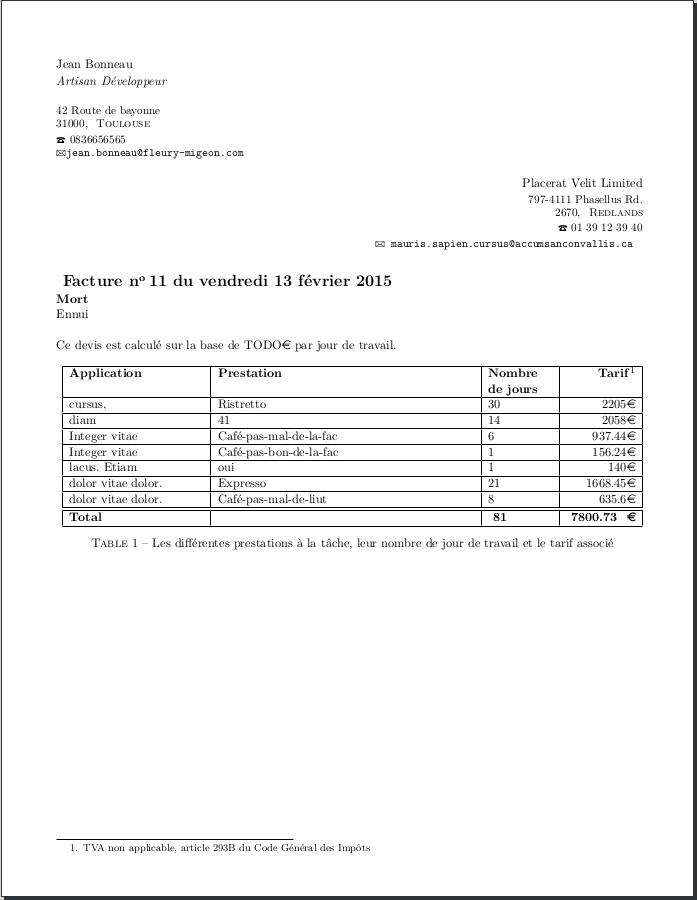 Jean Bonneau
Artisan Développeur
42 Route de bayonne
31000, Toulouse
☎ 0836656565
✉jean.bonneau@fleury-migeon.com
Placerat Velit Limited
797-4111 Phasellus Rd.
2670, Redlands
☎ 01 39 12 39 40
✉ mauris.sapien.cursus@accumsanconvallis.ca
Facture nº 11 du vendredi 13 février 2015
Mort
Ennui
Ce devis est calculé sur la base de TODO€ par jour de travail.
Application Prestation Nombre de jours Tarif¹
cursus, Ristretto 30 2205€
diam 41 14 2058€
Integer vitae Café-pas-mal-de-la-fac 6 937.44€
Integer vitae Café-pas-bon-de-la-fac 1 156.24€
lacus. Etiam oui 1 140€
dolor vitae dolor. Expresso 21 1668.45€
dolor vitae dolor. Café-pas-mal-de-liut 8 635.6€
Total 81 7800.73 €
Table 1 – Les différentes prestations à la tâche, leur nombre de jour de travail et le tarif associé
1. TVA non applicable, article 293B du Code Général des Impôts